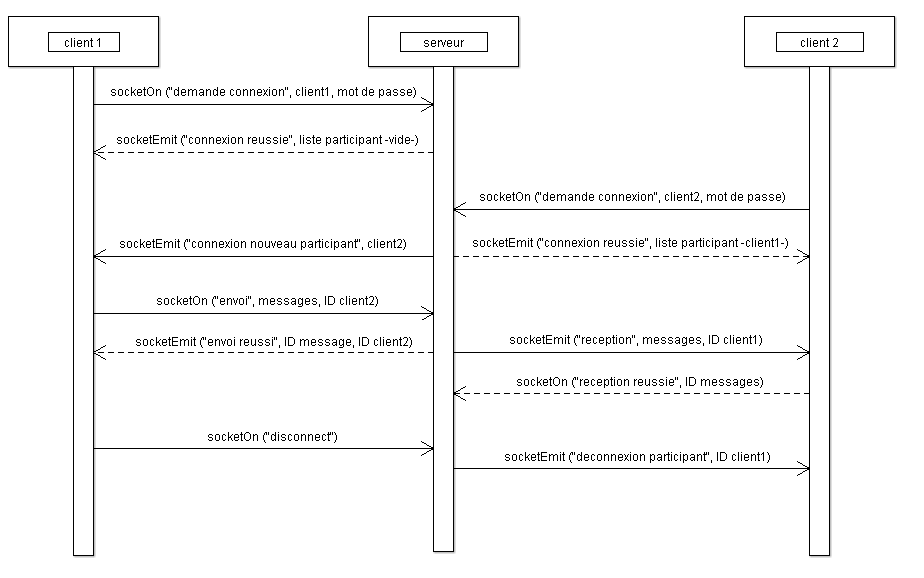 client 1
serveur
client 2
socketOn ("demande connexion", client1, mot de passe)
socketEmit ("connexion reussie", liste participant -vide-)
socketOn ("demande connexion", client2, mot de passe)
socketEmit ("connexion nouveau participant", client2)
socketEmit ("connexion reussie", liste participant -client1-)
socketOn ("envoi", messages, ID client2)
socketEmit ("envoi reussi", ID message, ID client2)
socketEmit ("reception", messages, ID client1)
socketOn ("reception reussie", ID messages)
socketOn ("disconnect")
socketEmit ("deconnexion participant", ID client1)